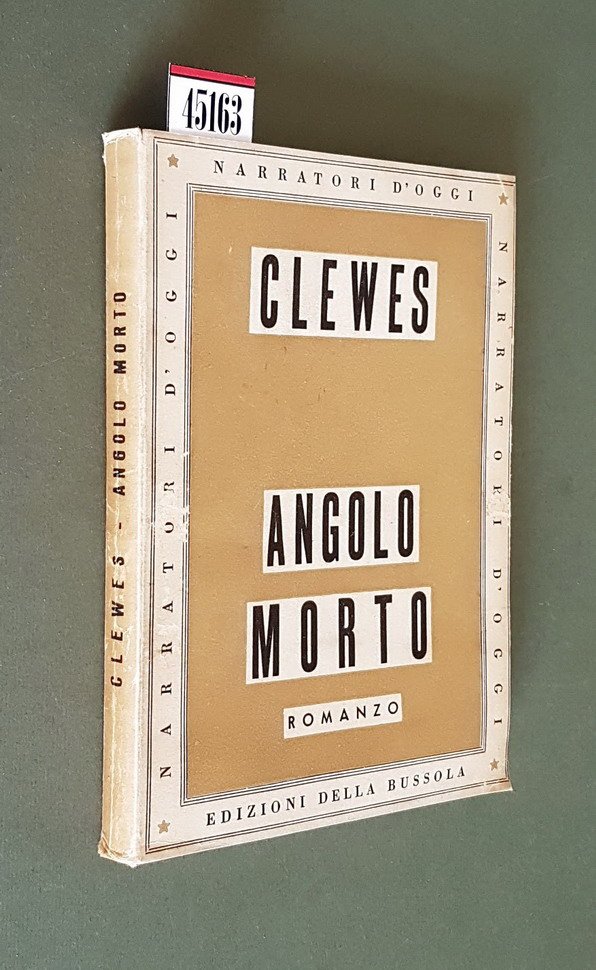 45163
NARRATORI D'OGGI
NARRATORI D'OGGI
NARRATORI D'OGGI
CLEWES
ANGOLO
MORTO
ROMANZO
EDIZIONI DELLA BUSSOLA
CLEWES - ANGOLO MORTO